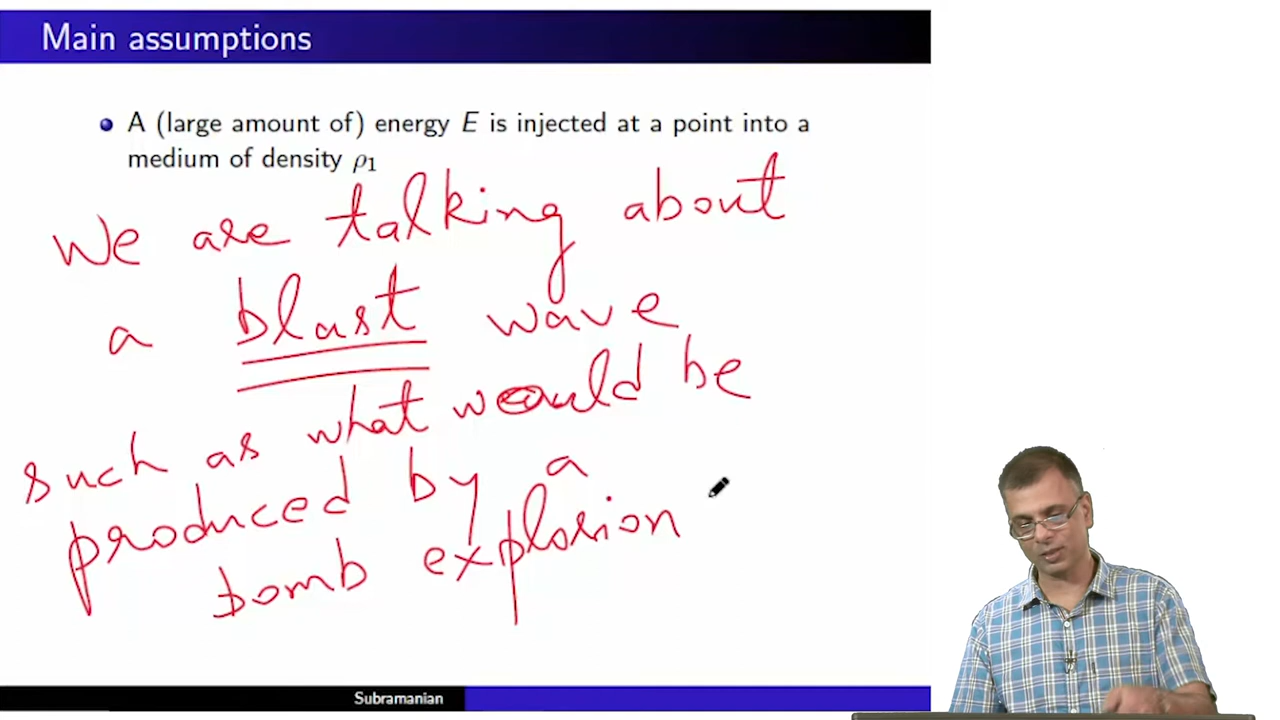 Main assumptions
A (large amount of) energy E is injected at a point into a
medium of density ρ₁
We are talking about
a blast wave
such as what would be
produced by a
bomb explosion
Subramanian